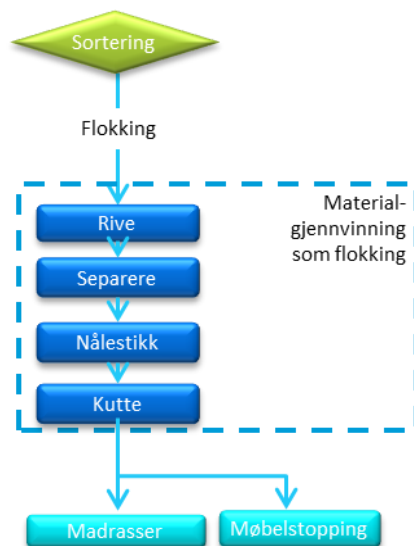 Sortering
Flokking
Material-
gjennvinning
som flokking
Rive
Separere
Nålestikk
Kutte
Madrasser
Møbelstopping